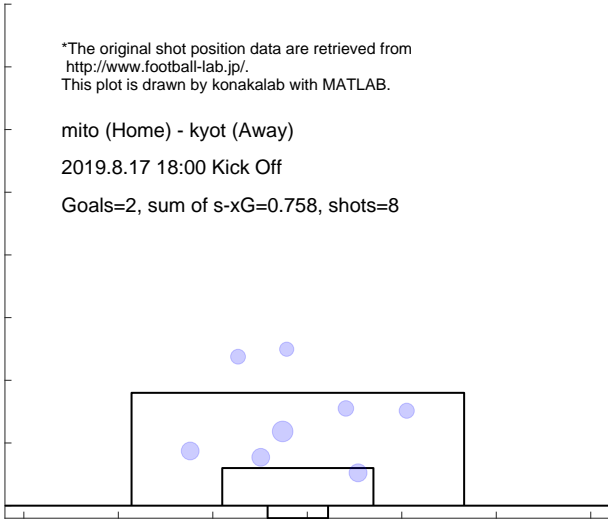 *The original shot position data are retrieved from
http://www.football-lab.jp/.
This plot is drawn by konakalab with MATLAB.
mito (Home) - kyot (Away)
2019.8.17 18:00 Kick Off
Goals=2, sum of s-xG=0.758, shots=8